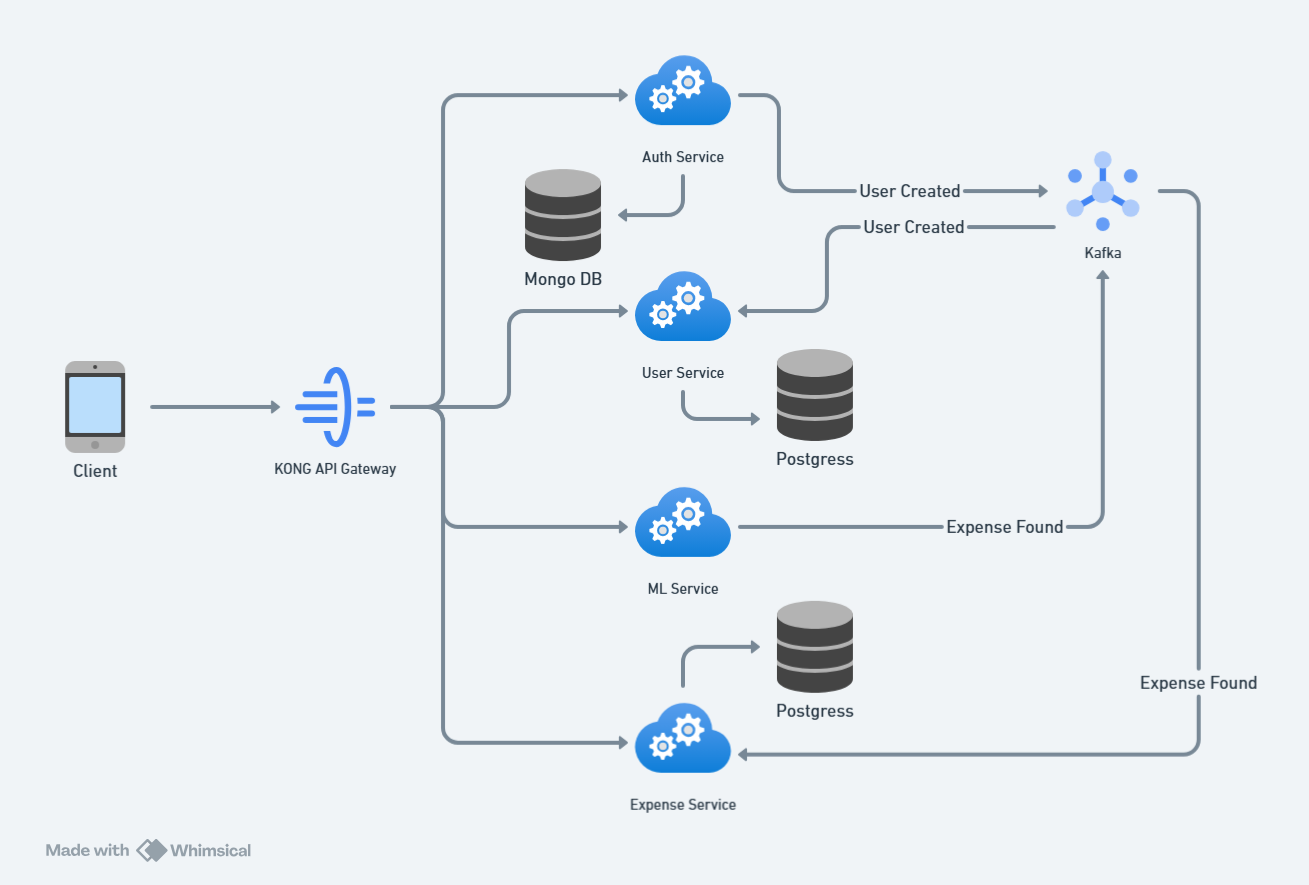 Auth Service
User Created
User Created
Kafka
Mongo DB
User Service
Postgress
Client
KONG API Gateway
Expense Found
ML Service
Expense Found
Postgress
Expense Service
Made with Whimsical